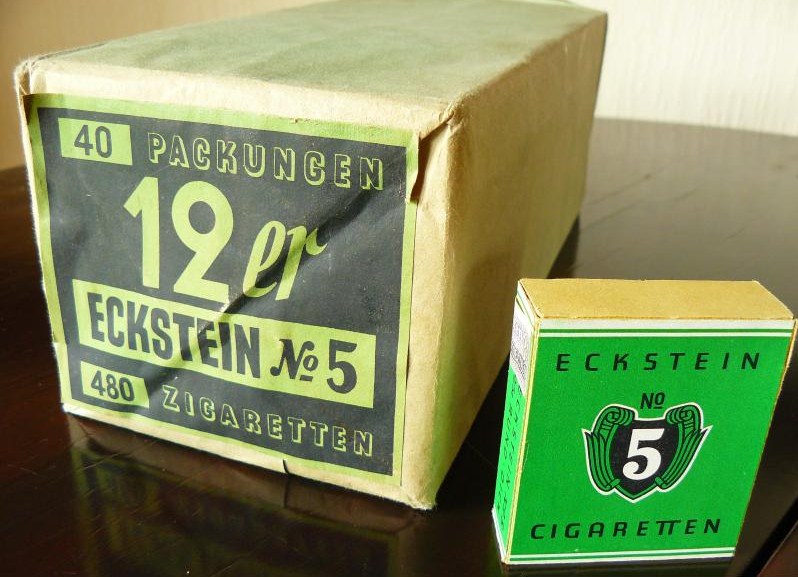 40 PACKUNGEN
12er
ECKSTEIN No 5
480 ZIGARETTEN
ECKSTEIN
No
5
CIGARETTEN